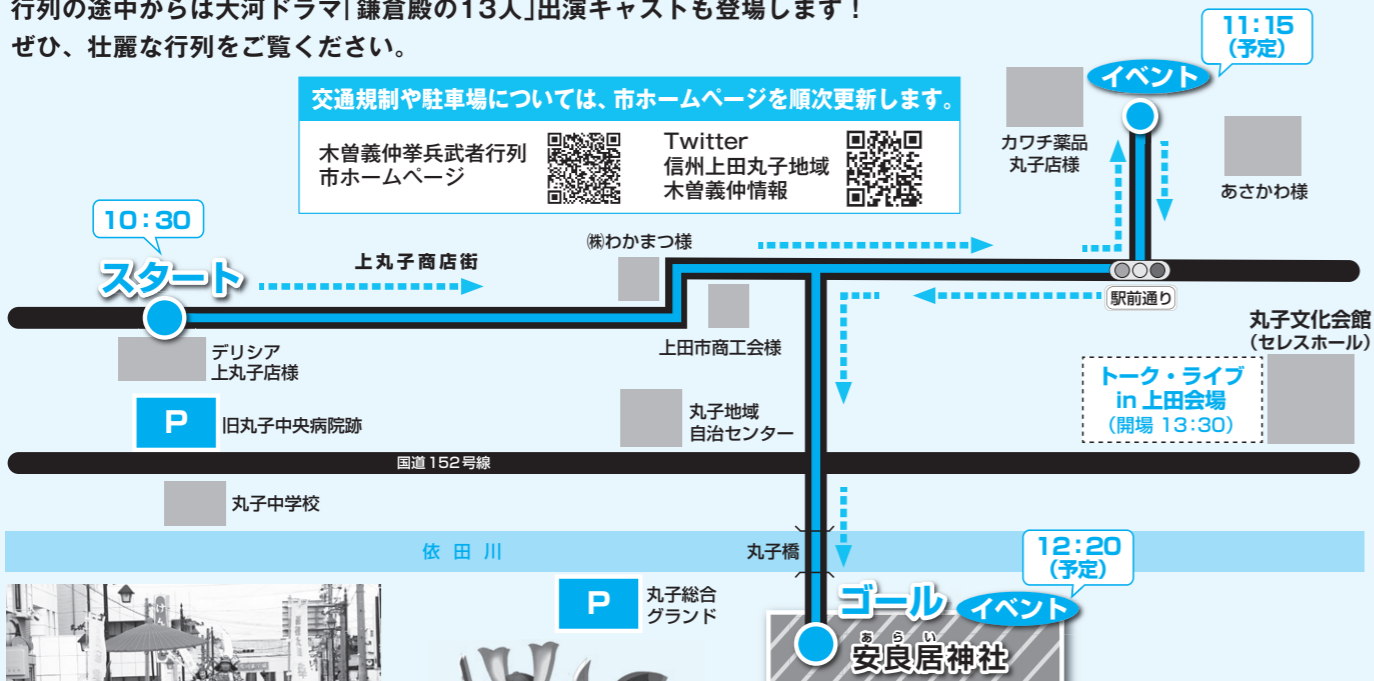 行列の途中からは大河ドラマ「鎌倉殿の13人」出演キャストも登場します！
ぜひ、壮麗な行列をご覧ください。
11:15
(予定)
イベント
交通規制や駐車場については、市ホームページを順次更新します。
木曽義仲挙兵武者行列
市ホームページ
Twitter
信州上田丸子地域
木曽義仲情報
カワチ薬品
丸子店様
あさかわ様
10:30
スタート
上丸子商店街
㈱わかまつ様
駅前通り
デリシア
上丸子店様
上田市商工会様
丸子文化会館
(セレスホール)
トーク・ライブ
in 上田会場
(開場 13:30)
P
旧丸子中央病院跡
丸子地域
自治センター
国道152号線
丸子中学校
依田川
丸子橋
12:20
(予定)
P
丸子総合
グランド
ゴール
イベント
あらい
安良居神社